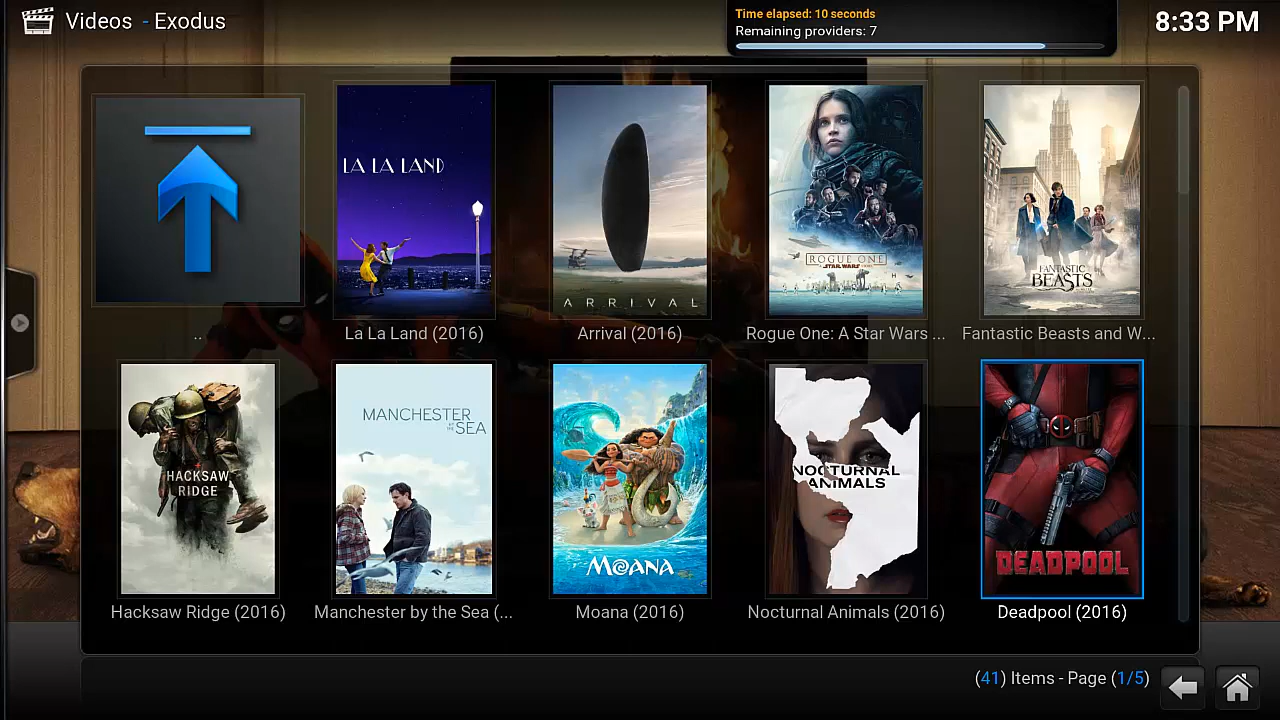 Videos - Exodus
Time elapsed: 10 seconds
Remaining providers: 7
8:33 PM
LA LA LAND
ARRIVAL
ROGUE ONE
A STAR WARS STORY
FANTASTIC
BEASTS
..
La La Land (2016)
Arrival (2016)
Rogue One: A Star Wars ...
Fantastic Beasts and W...
HACKSAW
RIDGE
MANCHESTER
BY THE SEA
MOANA
NOCTURNAL
ANIMALS
DEADPOOL
Hacksaw Ridge (2016)
Manchester by the Sea (...
Moana (2016)
Nocturnal Animals (2016)
Deadpool (2016)
(41) Items - Page (1/5)